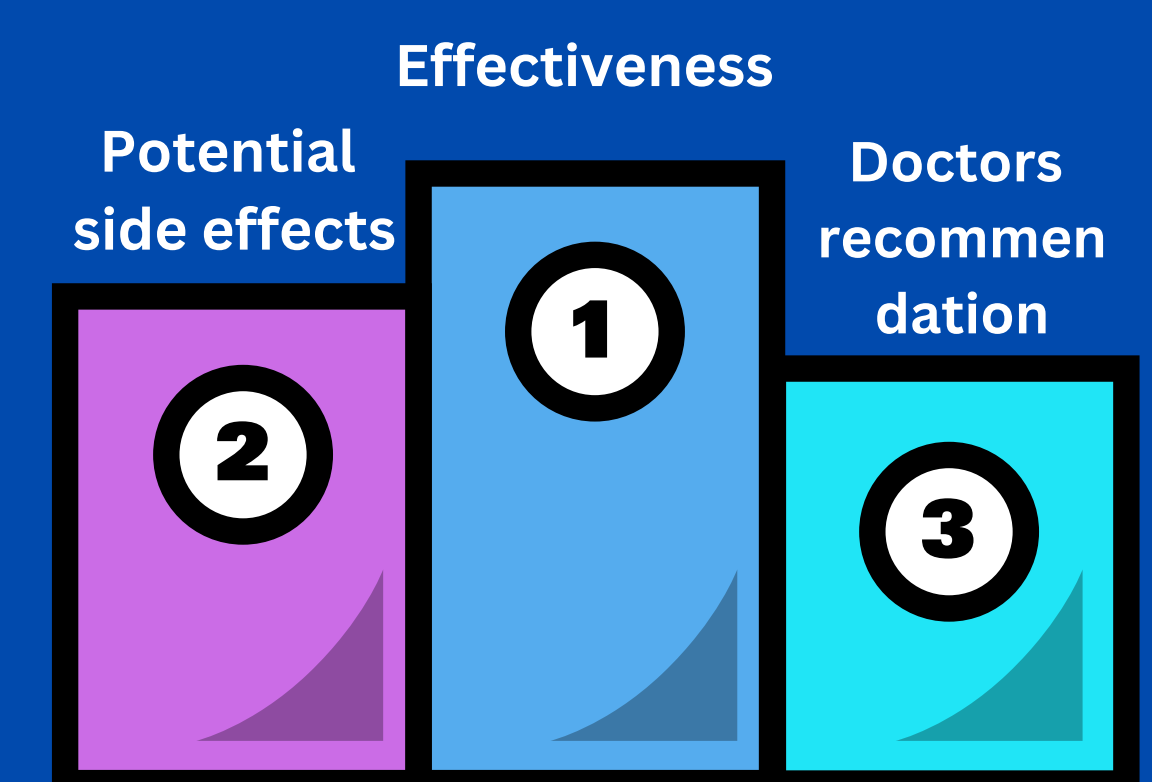 Effectiveness
Potential
side effects
Doctors
recommen
dation
1
2
3